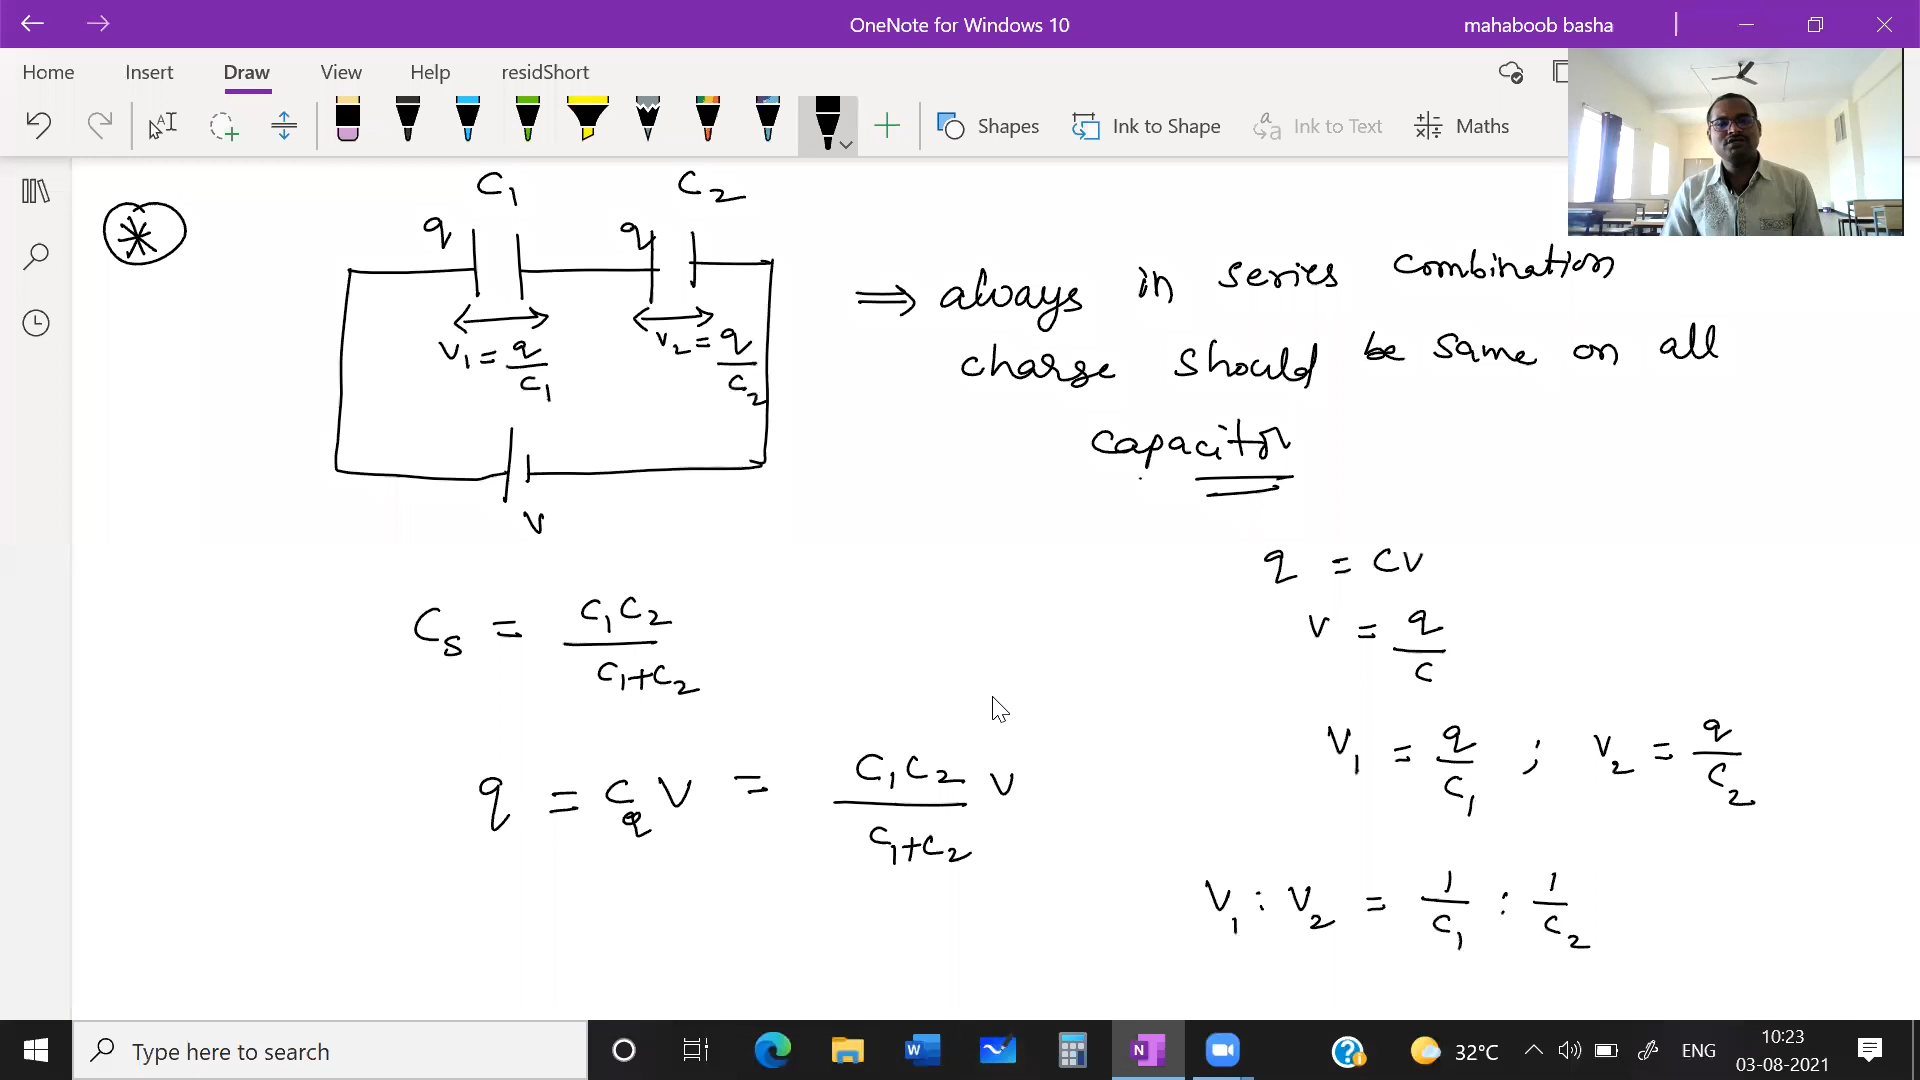 OneNote for Windows 10
mahaboob basha
Home Insert Draw View Help residShort
Shapes Ink to Shape Ink to Text Maths
C₁ C₂
q q
V₁ = q/C₁ V₂ = q/C₂
V
⇒ always in series combination
charge should be same on all
capacitor
Cs = C₁C₂/C₁+C₂
q = C q V = C₁C₂/C₁+C₂ V
q = CV
V = q/C
V₁ = q/C₁ ; V₂ = q/C₂
V₁ : V₂ = 1/C₁ : 1/C₂
Type here to search
32°C ENG 10:23
03-08-2021